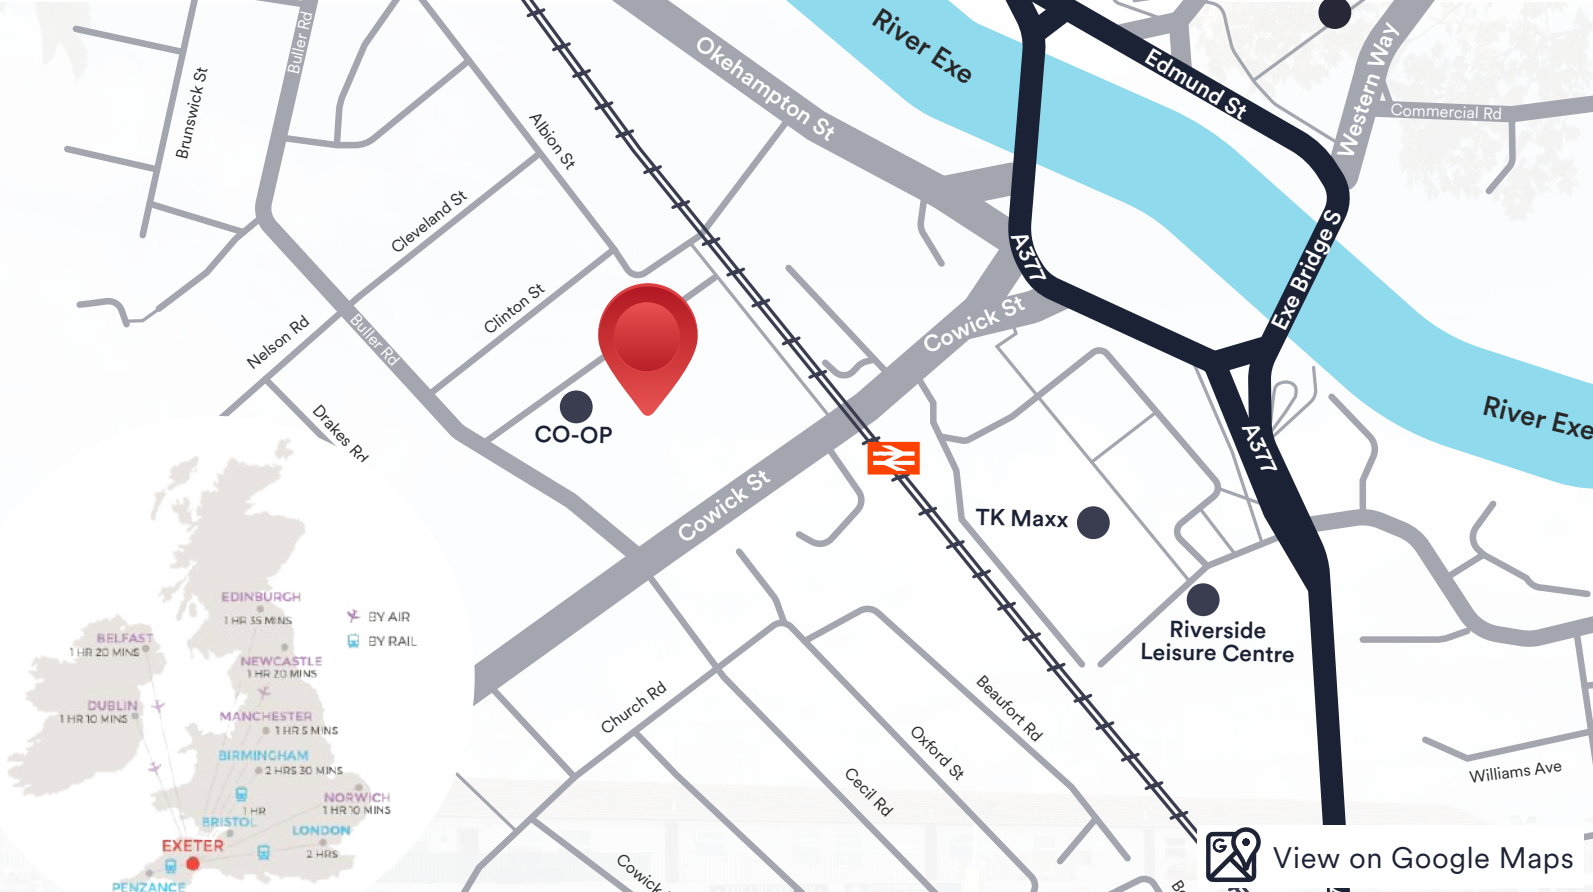 Buller Rd
Brunswick St
Okehampton St
River Exe
Edmund St
Western Way
Commercial Rd
Albion St
Cleveland St
Clinton St
Nelson Rd
Buller Rd
Drakes Rd
CO-OP
A377
Cowick St
Exe Bridge S
River Exe
A377
Cowick St
TK Maxx
Riverside
Leisure Centre
Church Rd
Beaufort Rd
Oxford St
Cecil Rd
Cowick
Williams Ave
EDINBURGH
1 HR 35 MINS
BY AIR
BY RAIL
BELFAST
1 HR 20 MINS
NEWCASTLE
1 HR 20 MINS
DUBLIN
1 HR 10 MINS
MANCHESTER
1 HR 5 MINS
BIRMINGHAM
2 HRS 30 MINS
NORWICH
1 HR 10 MINS
1 HR
BRISTOL
LONDON
2 HRS
EXETER
PENZANCE
G
View on Google Maps